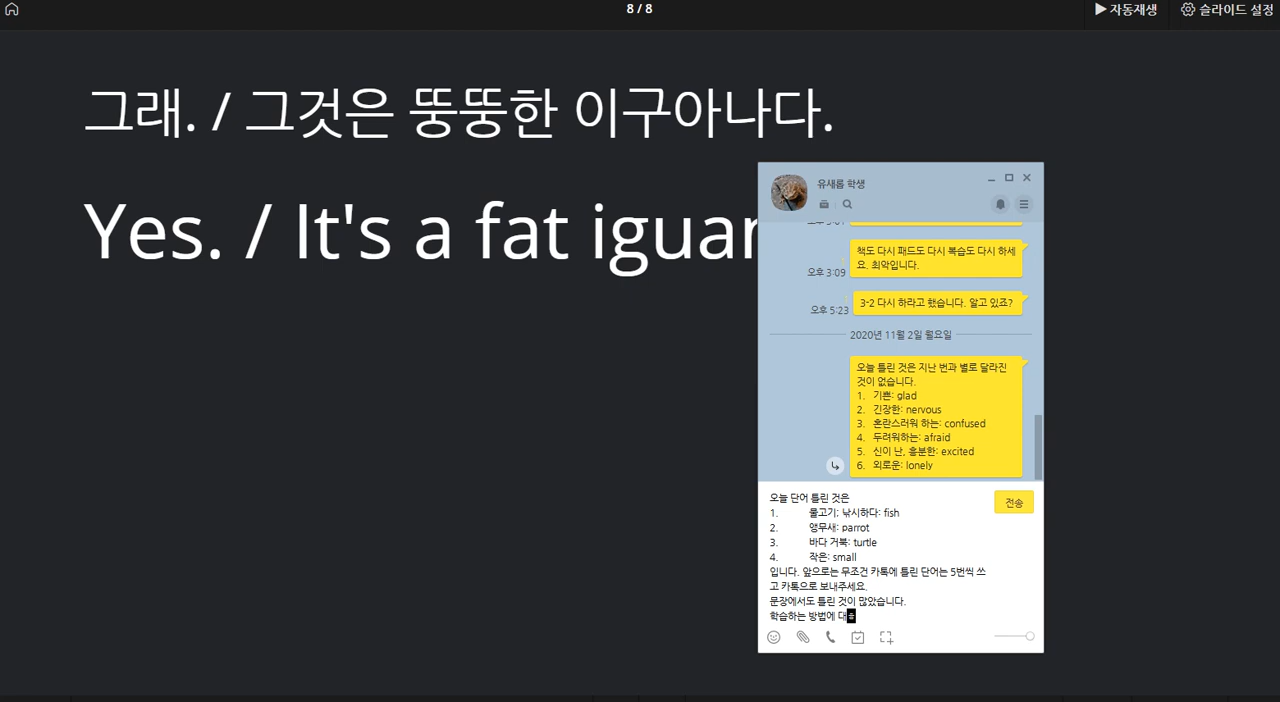 8 / 8
▶ 자동재생
슬라이드 설정
그래. / 그것은 뚱뚱한 이구아나다.
Yes. / It's a fat iguan
유새롬 학생
책도 다시 패드도 다시 복습도 다시 하세
요. 최악입니다.
오후 3:09
3-2 다시 하라고 했습니다. 알고 있죠?
오후 5:23
2020년 11월 2일 월요일
오늘 틀린 것은 지난 번과 별로 달라진
것이 없습니다.
1. 기쁜: glad
2. 긴장한: nervous
3. 혼란스러워 하는: confused
4. 두려워하는: afraid
5. 신이 난, 흥분한: excited
6. 외로운: lonely
오늘 단어 틀린 것은
1. 물고기; 낚시하다: fish
2. 앵무새: parrot
3. 바다 거북: turtle
4. 작은: small
입니다. 앞으로는 무조건 카톡에 틀린 단어는 5번씩 쓰
고 카톡으로 보내주세요.
문장에서도 틀린 것이 많았습니다.
학습하는 방법에 대
전송